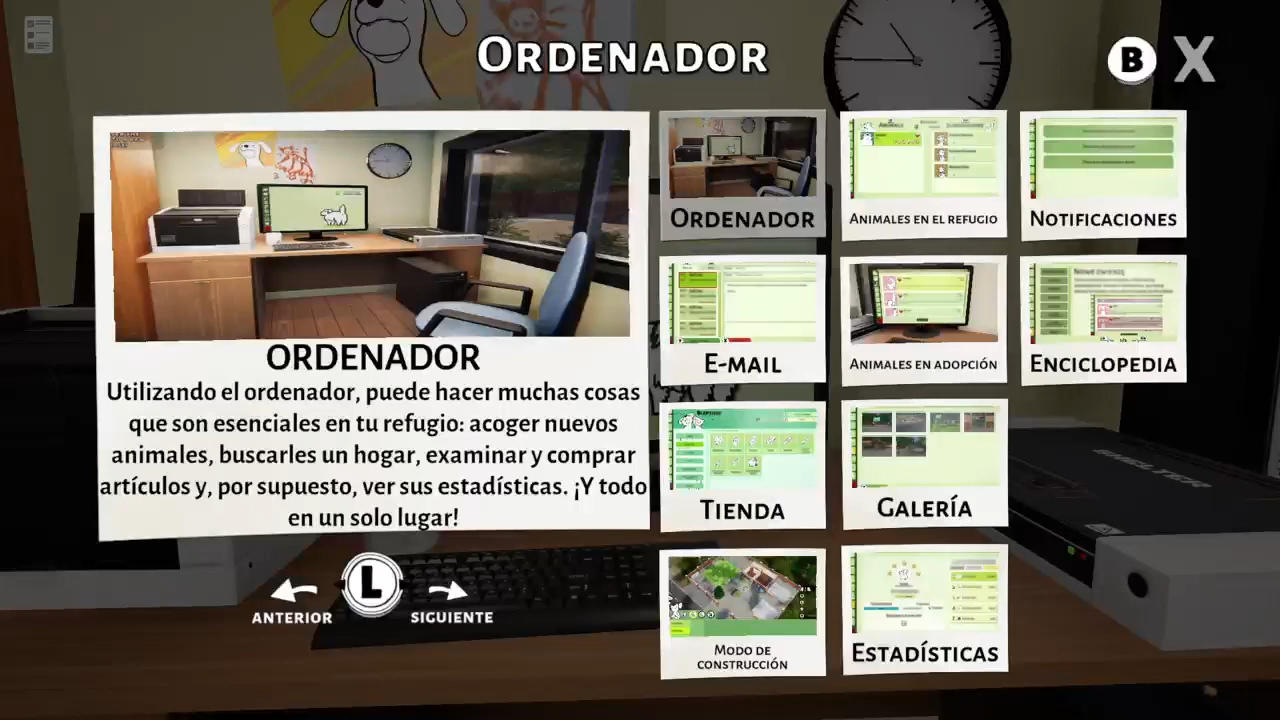 ORDENADOR
B X
ORDENADOR
Utilizando el ordenador, puede hacer muchas cosas
que son esenciales en tu refugio: acoger nuevos
animales, buscarles un hogar, examinar y comprar
artículos y, por supuesto, ver sus estadísticas. ¡Y todo
en un solo lugar!
ANTERIOR
L
SIGUIENTE
ORDENADOR
ANIMALES EN EL REFUGIO
NOTIFICACIONES
E-MAIL
ANIMALES EN ADOPCIÓN
ENCICLOPEDIA
TIENDA
GALERÍA
MODO DE
CONSTRUCCIÓN
ESTADÍSTICAS
SHELTER